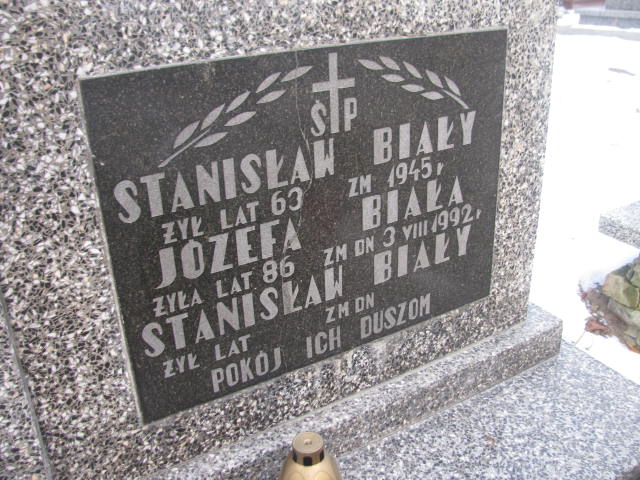 Ś P
STANISŁAW BIAŁY
ŻYŁ LAT 63 ZM 1945 r
JÓZEFA BIAŁA
ŻYŁA LAT 86 ZM DN 3 VIII 1992 r
STANISŁAW BIAŁY
ŻYŁ LAT ZM DN
POKÓJ ICH DUSZOM